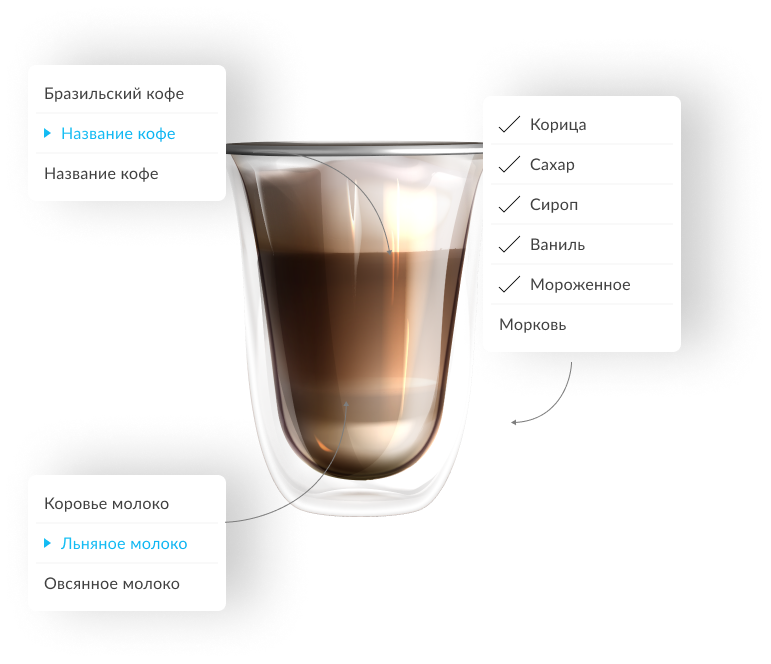 Бразильский кофе
Название кофе
Название кофе
Корица
Сахар
Сироп
Ваниль
Мороженное
Морковь
Коровье молоко
Льняное молоко
Овсянное молоко